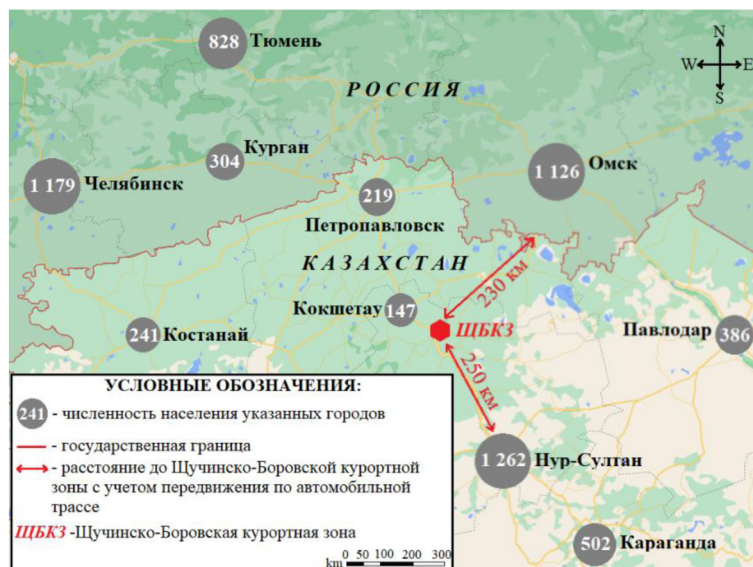 828 Тюмень
N
W E
S
РОССИЯ
304 Курган
1 179 Челябинск
1 126 Омск
219
Петропавловск
КАЗАХСТАН
230 км
Кокшетау 147
ЩБКЗ
241 Костанай
Павлодар 386
250 км
1 262 Нур-Султан
502 Караганда
УСЛОВНЫЕ ОБОЗНАЧЕНИЯ:
241 - численность населения указанных городов
- государственная граница
- расстояние до Щучинско-Боровской курортной
зоны с учетом передвижения по автомобильной
трассе
ЩБКЗ -Щучинско-Боровская курортная зона
km 0 50 100 200 300